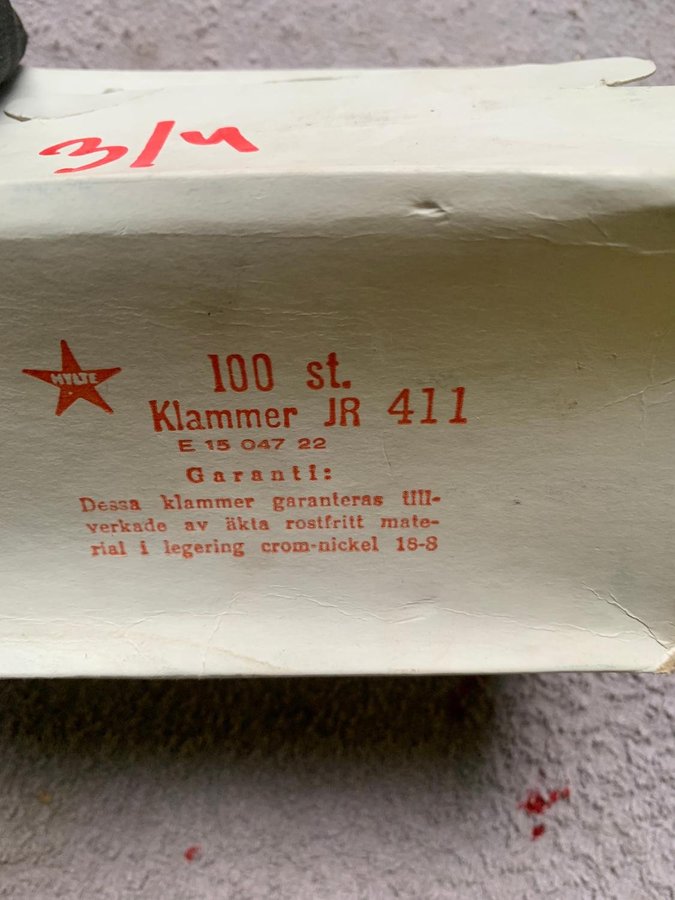 3/4
HYLTE
100 st.
Klammer JR 411
E 15 047 22
Garanti:
Dessa klammer garanteras till-
verkade av äkta rostfritt mate-
rial i legering crom-nickel 18-8